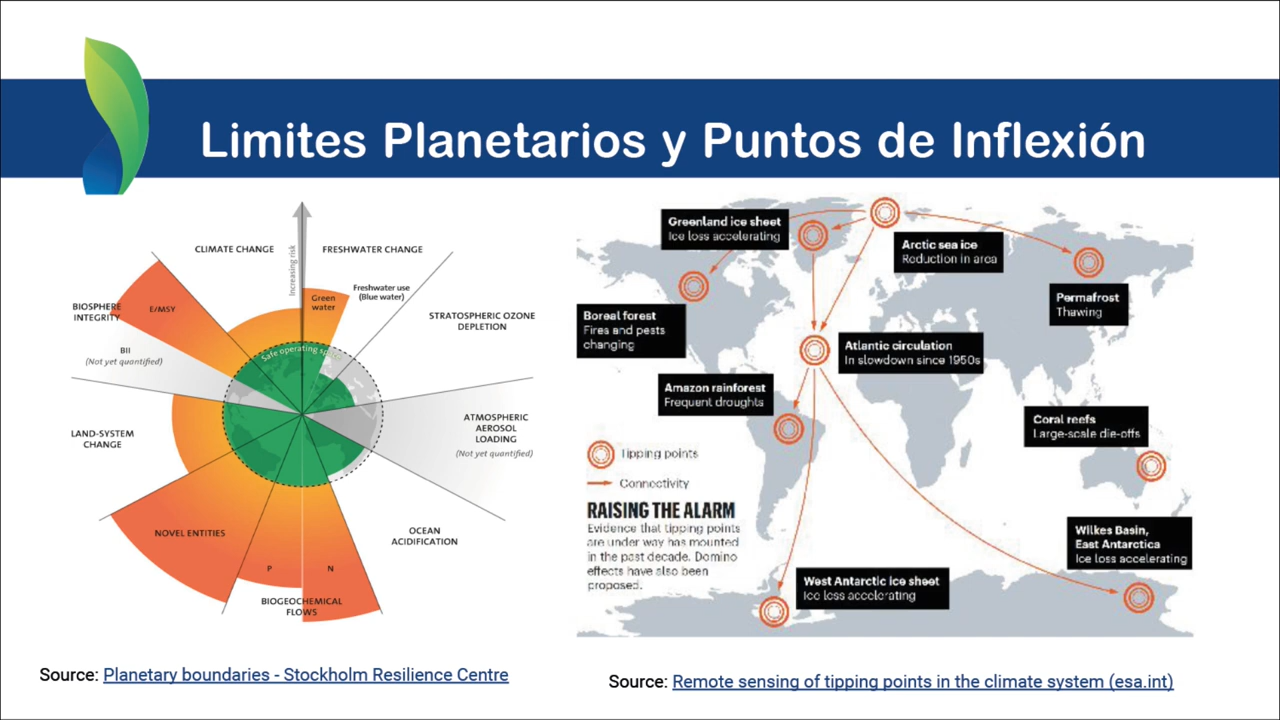 Limites Planetarios y Puntos de Inflexión
CLIMATE CHANGE
Increasing risk
FRESHWATER CHANGE
Green
water
Freshwater use
(Blue water)
STRATOSPHERIC OZONE
DEPLETION
BIOSPHERE
INTEGRITY
E/MSY
BII
(Not yet quantified)
Safe operating
LAND-SYSTEM
CHANGE
ATMOSPHERIC
AEROSOL
LOADING
(Not yet quantified)
NOVEL ENTITIES
OCEAN
ACIDIFICATION
P
N
BIOGEOCHEMICAL
FLOWS
Source: Planetary boundaries - Stockholm Resilience Centre
Greenland ice sheet
Ice loss accelerating
Arctic sea ice
Reduction in area
Permafrost
Thawing
Boreal forest
Fires and pests
changing
Atlantic circulation
In slowdown since 1950s
Amazon rainforest
Frequent droughts
Coral reefs
Large-scale die-offs
Tipping points
Connectivity
RAISING THE ALARM
Evidence that tipping points
are under way has mounted
in the past decade. Domino
effects have also been
proposed.
Wilkes Basin,
East Antarctica
Ice loss accelerating
West Antarctic ice sheet
Ice loss accelerating
Source: Remote sensing of tipping points in the climate system (esa.int)